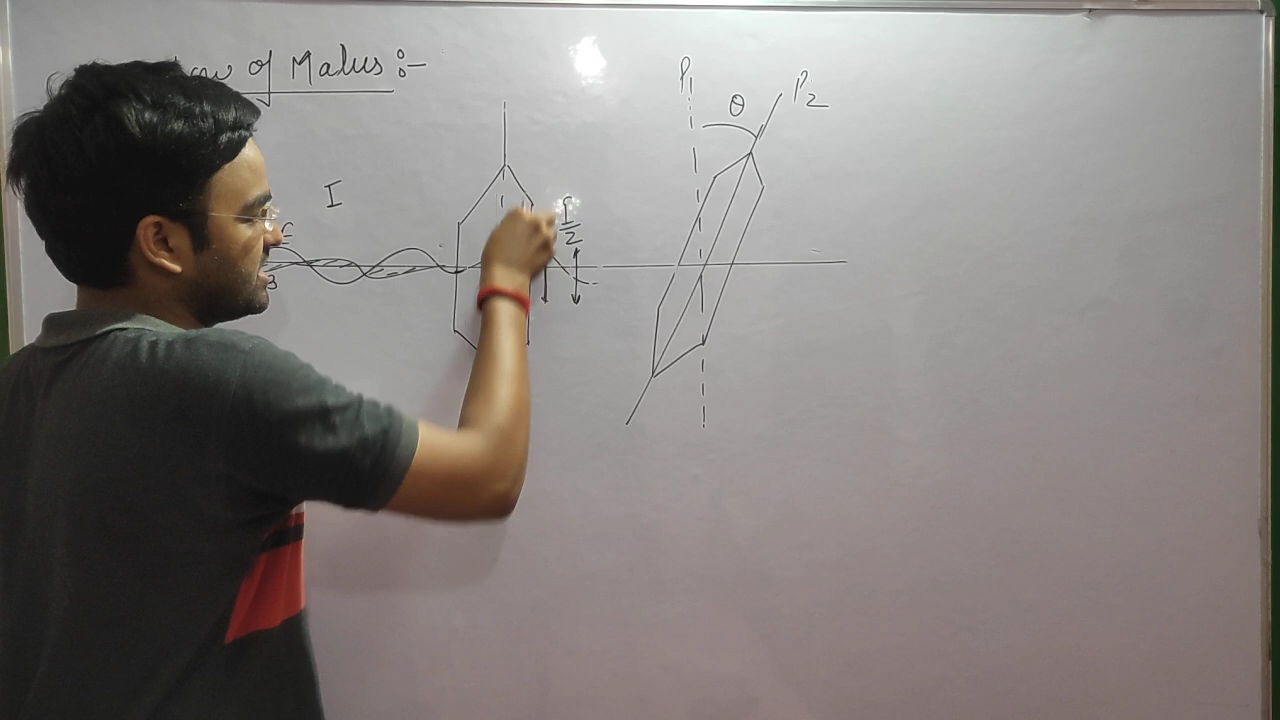 of Malus :-
P1
θ
P2
I
I/2
E
B